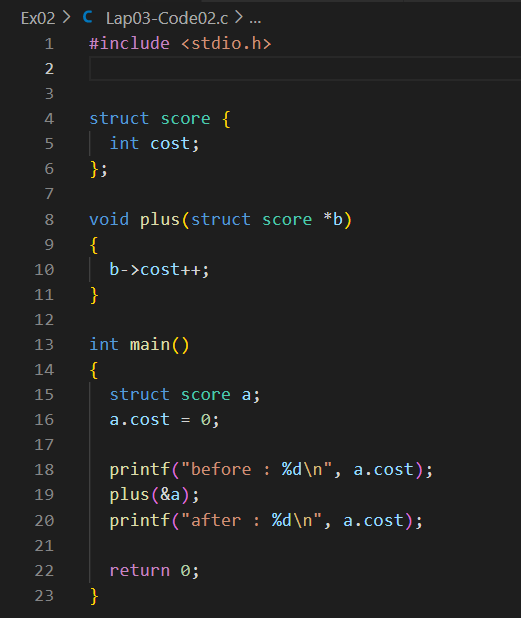 Ex02 > C Lap03-Code02.c > ...
1 #include <stdio.h>
2
3
4 struct score {
5   int cost;
6 };
7
8 void plus(struct score *b)
9 {
10   b->cost++;
11 }
12
13 int main()
14 {
15   struct score a;
16   a.cost = 0;
17
18   printf("before : %d\n", a.cost);
19   plus(&a);
20   printf("after : %d\n", a.cost);
21
22   return 0;
23 }